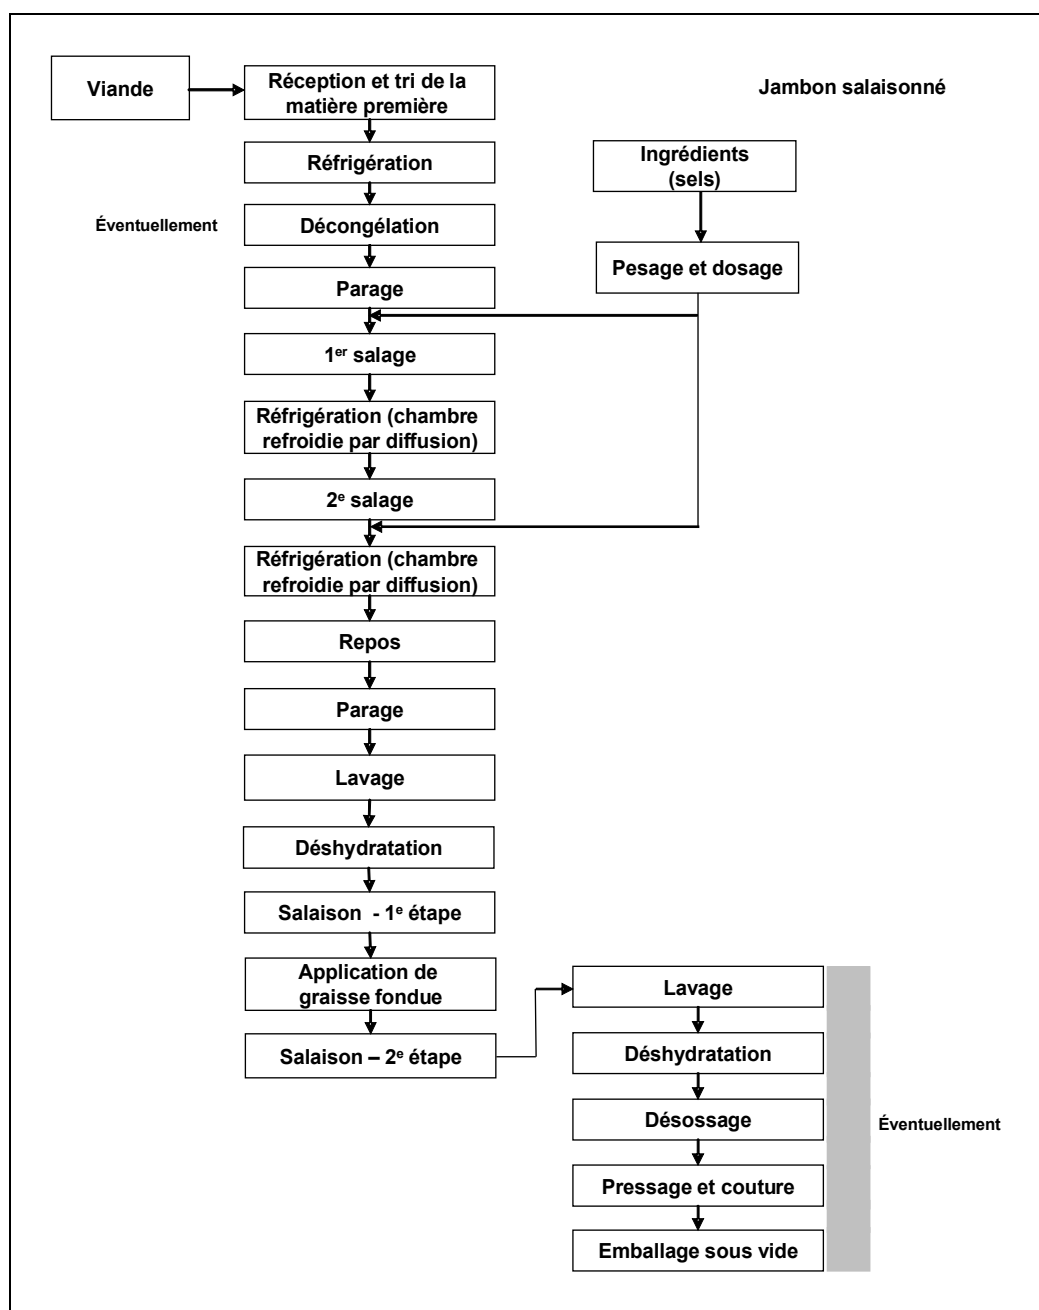 Viande
Réception et tri de la
matière première
Jambon salaisonné
Réfrigération
Ingrédients
(sels)
Éventuellement
Décongélation
Pesage et dosage
Parage
1er salage
Réfrigération (chambre
refroidie par diffusion)
2e salage
Réfrigération (chambre
refroidie par diffusion)
Repos
Parage
Lavage
Déshydratation
Salaison - 1e étape
Application de
graisse fondue
Salaison – 2e étape
Lavage
Déshydratation
Désossage
Éventuellement
Pressage et couture
Emballage sous vide